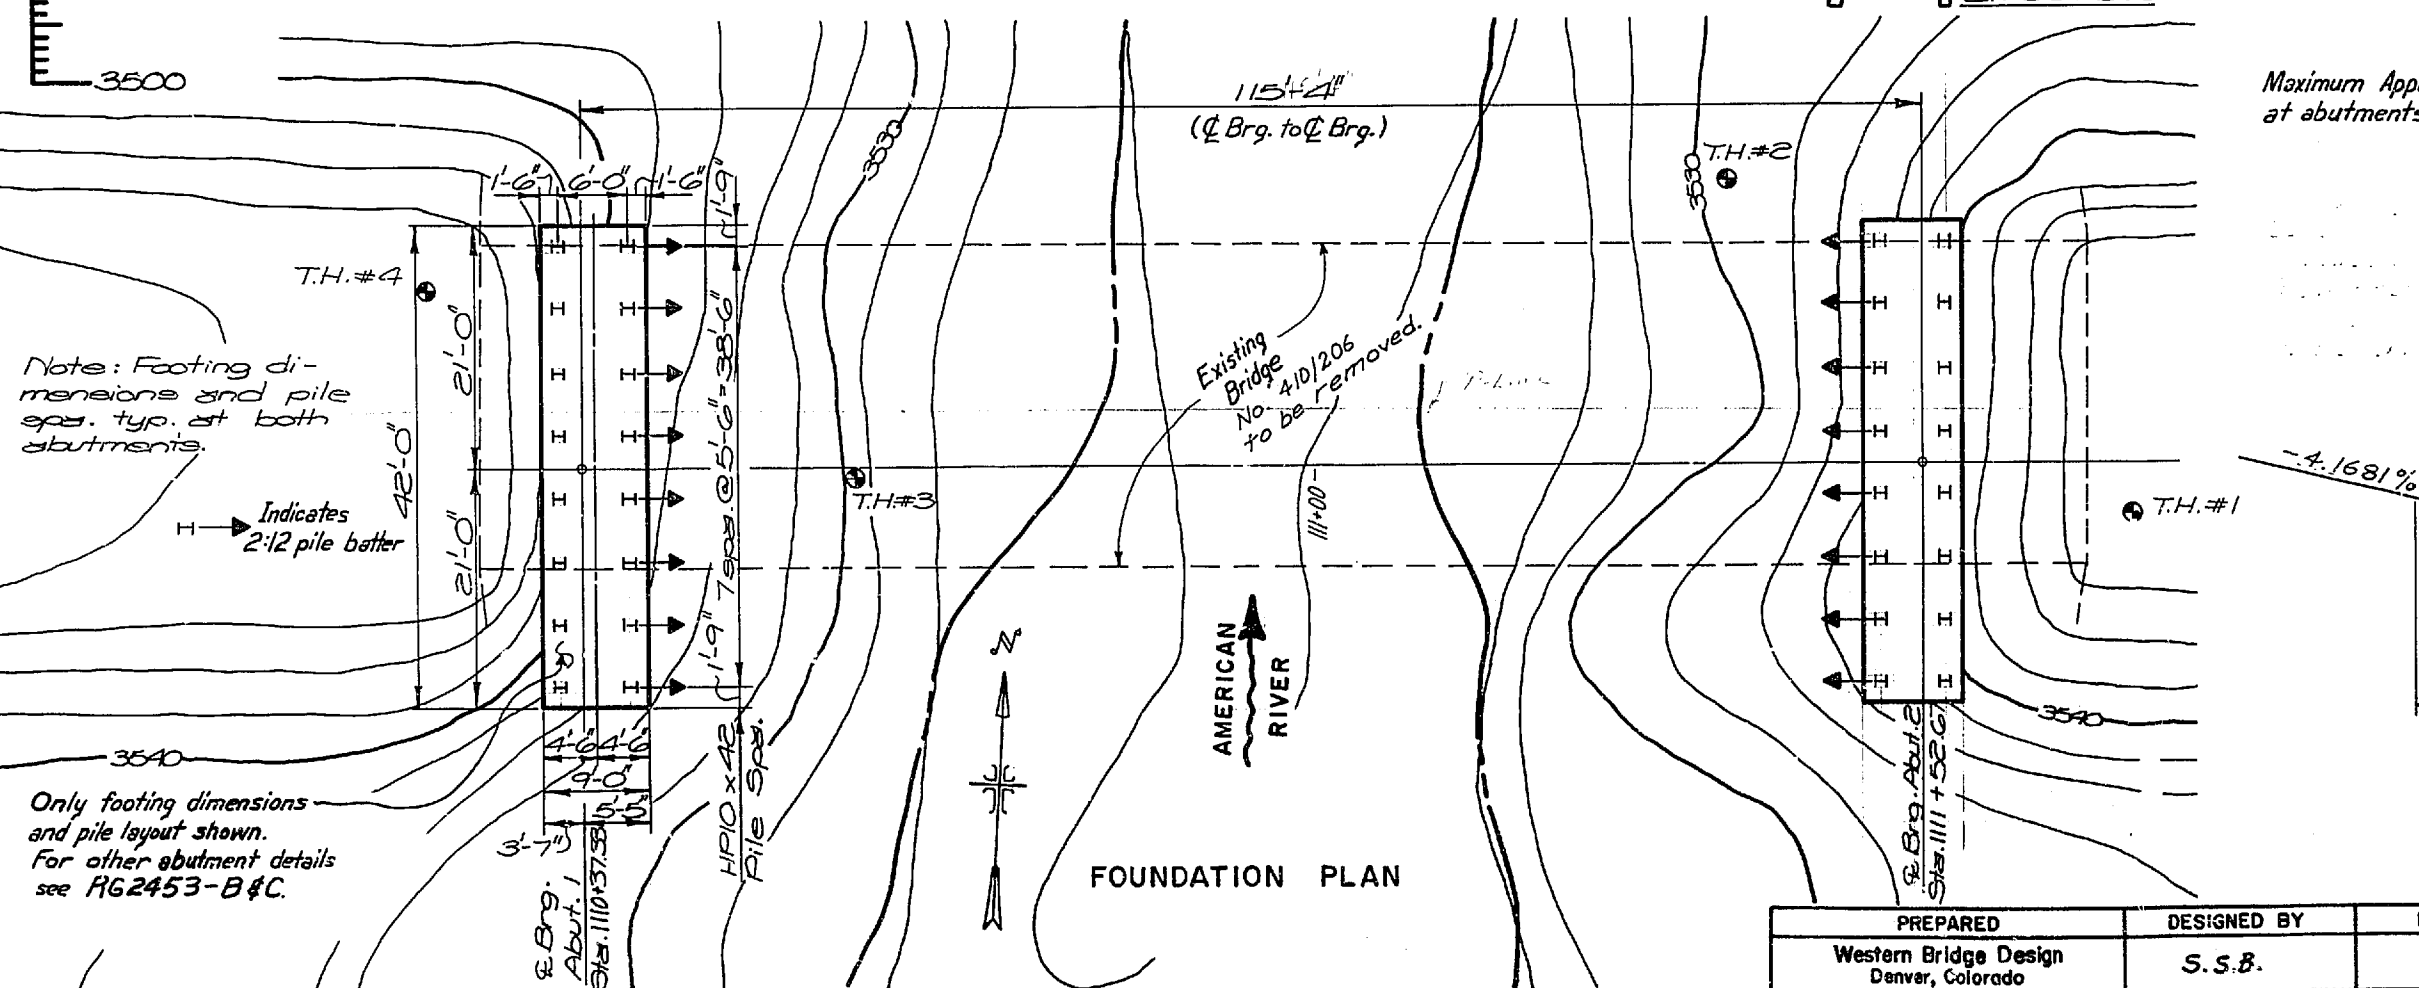 3500
115'-4"
(℄ Brg. to ℄ Brg.)
Maximum
at abutments
3530
3530
T.H.#2
1'-6"
6'-0"
1'-6"
1'-9"
T.H.#4
21'-0"
42'-0"
21'-0"
7 spa. @ 5'-6" = 38'-6"
1'-9"
Note: Footing di-
mensions and pile
spa. typ. at both
abutments.
Indicates
2:12 pile batter
T.H.#3
Existing
Bridge
No. 410/206
to be removed.
111+00
T.H.#1
-4.1681%
AMERICAN
RIVER
N
3540
3540
4'-6"
4'-6"
9'-0"
5'-5"
3'-7"
HP10 x 42
Pile Spa.
Only footing dimensions
and pile layout shown.
For other abutment details
see RG2453-B & C.
℄ Brg.
Abut. 1
Sta. 1110+37.33
℄ Brg. Abut. 2
Sta. 1111 + 52.67
FOUNDATION PLAN
PREPARED
DESIGNED BY
Western Bridge Design
Denver, Colorado
S.S.B.